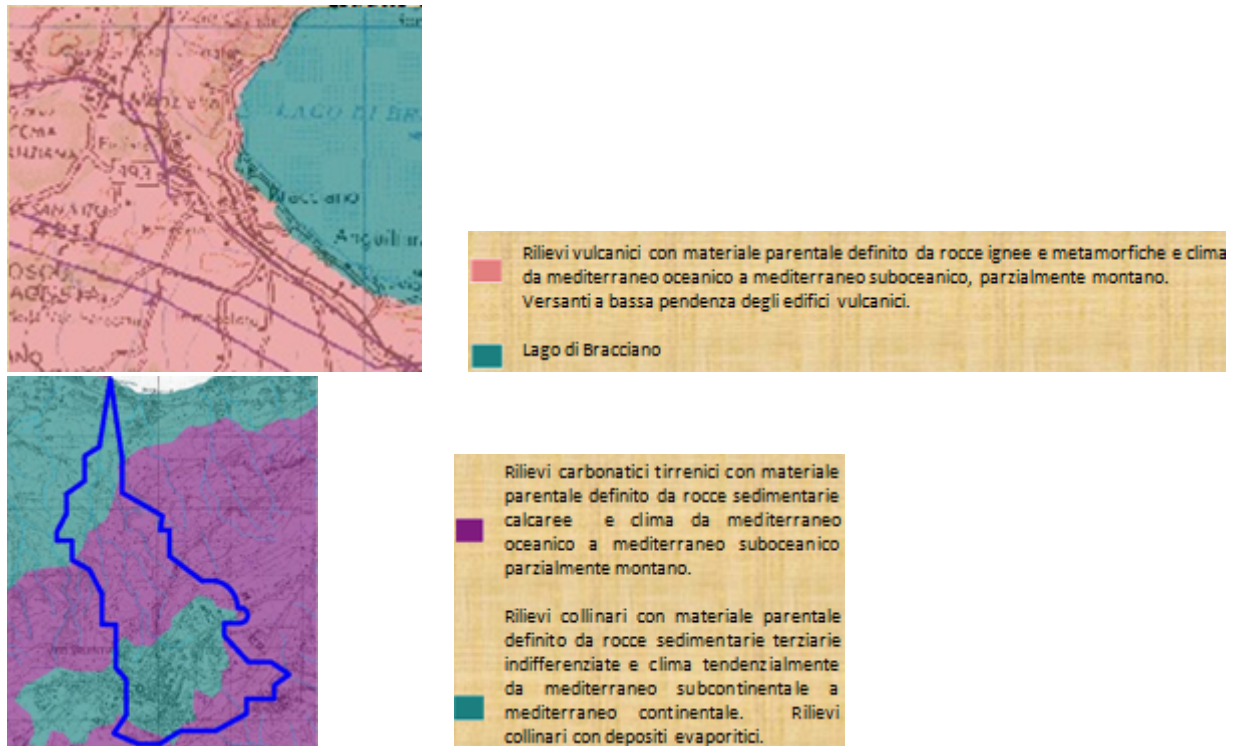 LAGO DI BR
Bracciano
193
Rilievi vulcanici con materiale parentale definito da rocce ignee e metamorfiche e clima
da mediterraneo oceanico a mediterraneo suboceanico, parzialmente montano.
Versanti a bassa pendenza degli edifici vulcanici.
Lago di Bracciano
Rilievi carbonatici tirrenici con materiale
parentale definito da rocce sedimentarie
calcaree e clima da mediterraneo
oceanico a mediterraneo suboceanico
parzialmente montano.
Rilievi collinari con materiale parentale
definito da rocce sedimentarie terziarie
indifferenziate e clima tendenzialmente
da mediterraneo subcontinentale a
mediterraneo continentale. Rilievi
collinari con depositi evaporitici.